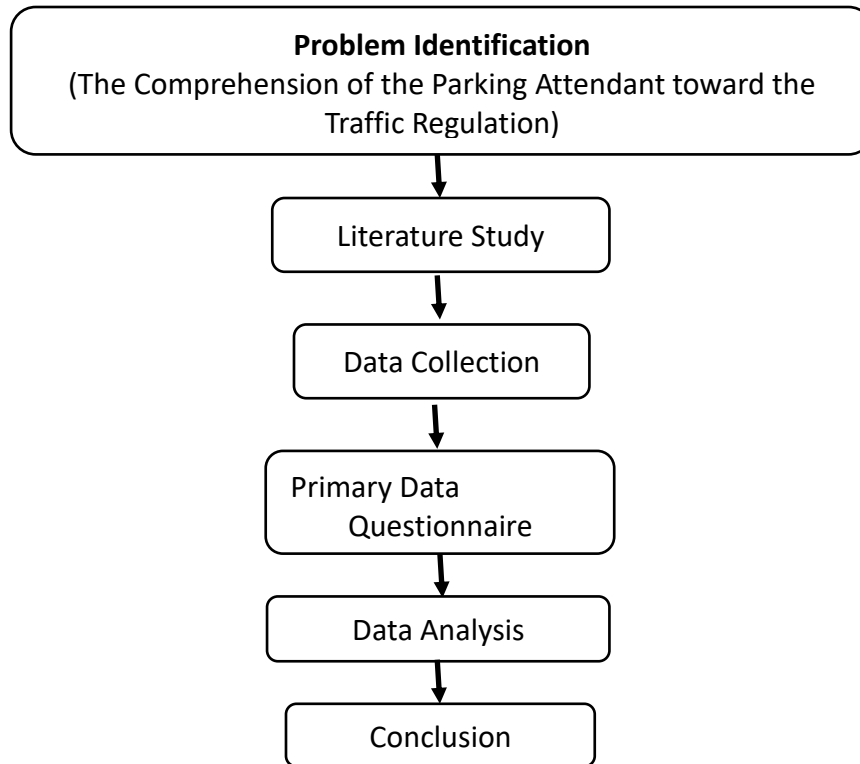 Problem Identification
(The Comprehension of the Parking Attendant toward the
Traffic Regulation)
Literature Study
Data Collection
Primary Data
Questionnaire
Data Analysis
Conclusion